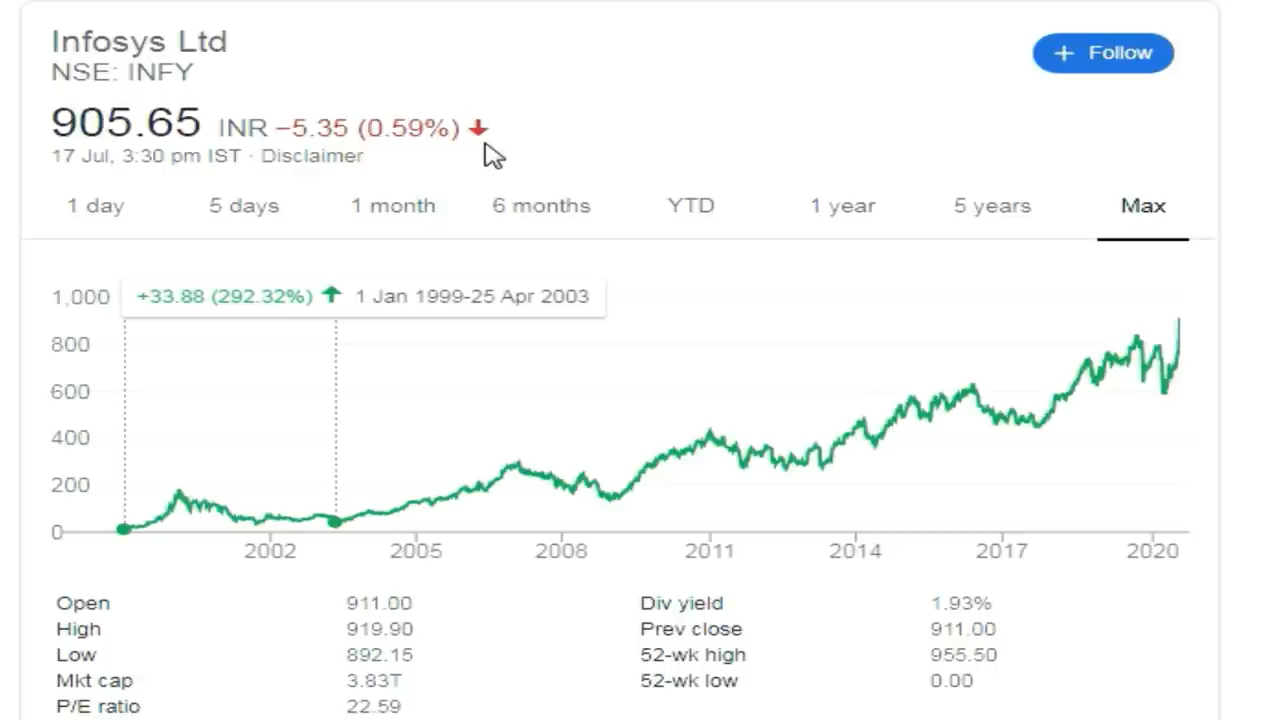 Infosys Ltd
NSE: INFY
+ Follow
905.65 INR −5.35 (0.59%)
17 Jul, 3:30 pm IST · Disclaimer
1 day 5 days 1 month 6 months YTD 1 year 5 years Max
+33.88 (292.32%) 1 Jan 1999-25 Apr 2003
1,000
800
600
400
200
0
2002 2005 2008 2011 2014 2017 2020
Open 911.00 Div yield 1.93%
High 919.90 Prev close 911.00
Low 892.15 52-wk high 955.50
Mkt cap 3.83T 52-wk low 0.00
P/E ratio 22.59